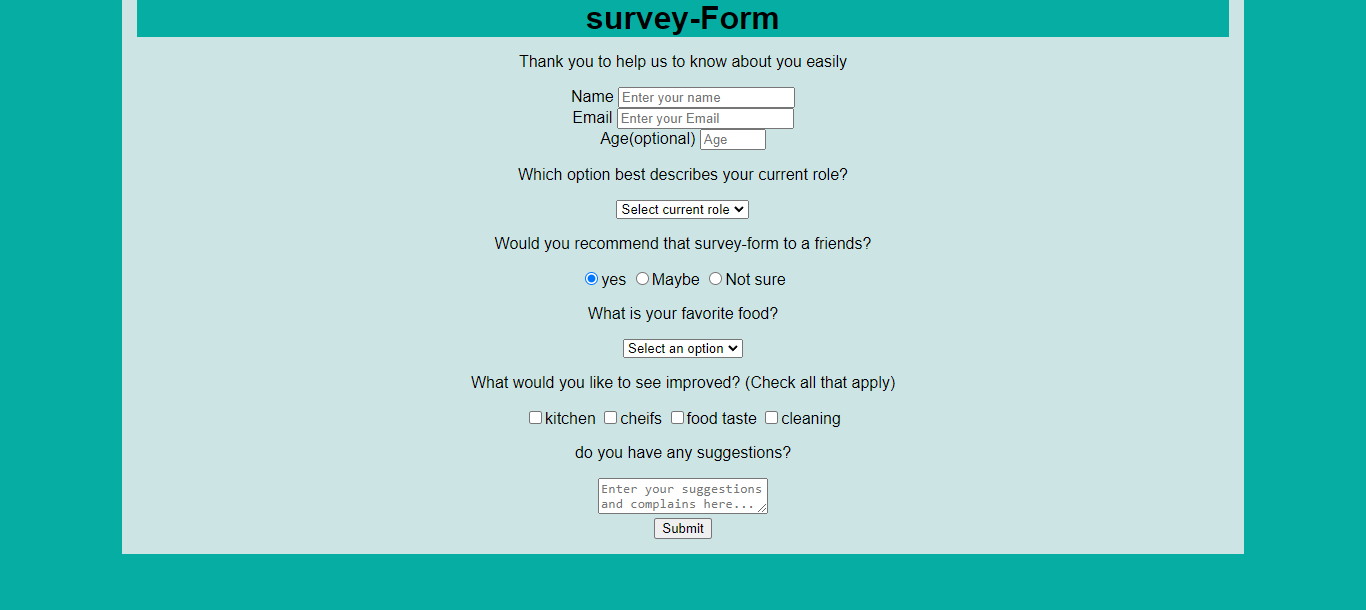 survey-Form
Thank you to help us to know about you easily
Name Enter your name
Email Enter your Email
Age(optional) Age
Which option best describes your current role?
Select current role
Would you recommend that survey-form to a friends?
yes Maybe Not sure
What is your favorite food?
Select an option
What would you like to see improved? (Check all that apply)
kitchen cheifs food taste cleaning
do you have any suggestions?
Enter your suggestions
and complains here...
Submit